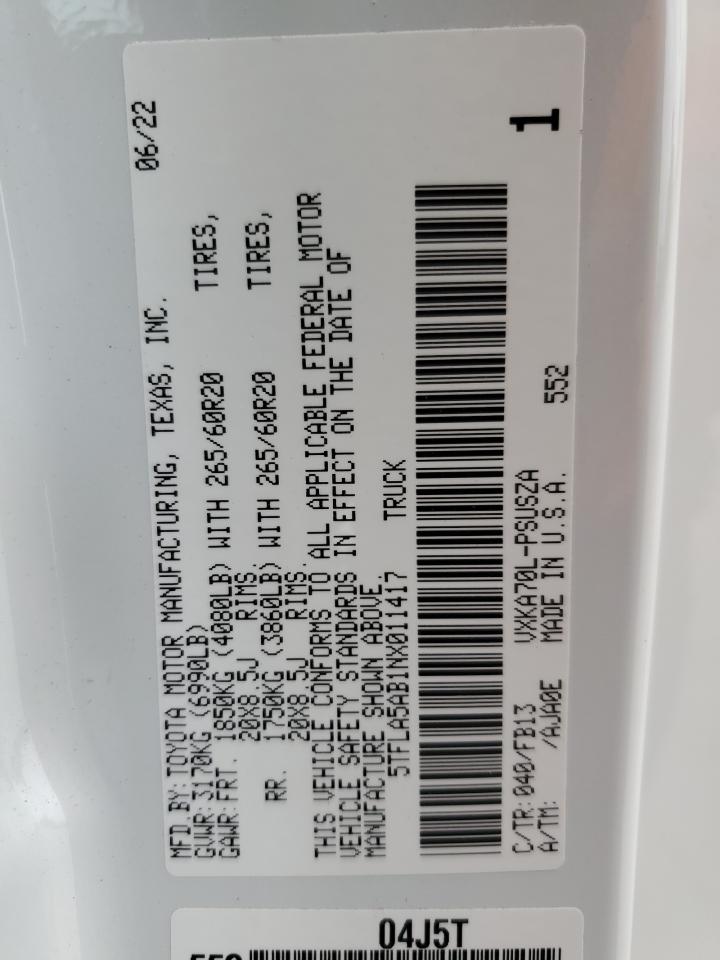 MFD.BY:TOYOTA MOTOR MANUFACTURING, TEXAS, INC. 06/22
GVWR:3170KG (6990LB)
GAWR:FRT. 1850KG (4080LB) WITH 265/60R20 TIRES,
20X8.5J RIMS.
RR. 1750KG (3860LB) WITH 265/60R20 TIRES,
20X8.5J RIMS.
THIS VEHICLE CONFORMS TO ALL APPLICABLE FEDERAL MOTOR
VEHICLE SAFETY STANDARDS IN EFFECT ON THE DATE OF
MANUFACTURE SHOWN ABOVE.
5TFLA5AB1NX011417 TRUCK
1
C/TR:040/FB13 VXKA70L-PSUSZA 552
A/TM: /AJA0E MADE IN U.S.A.
04J5T